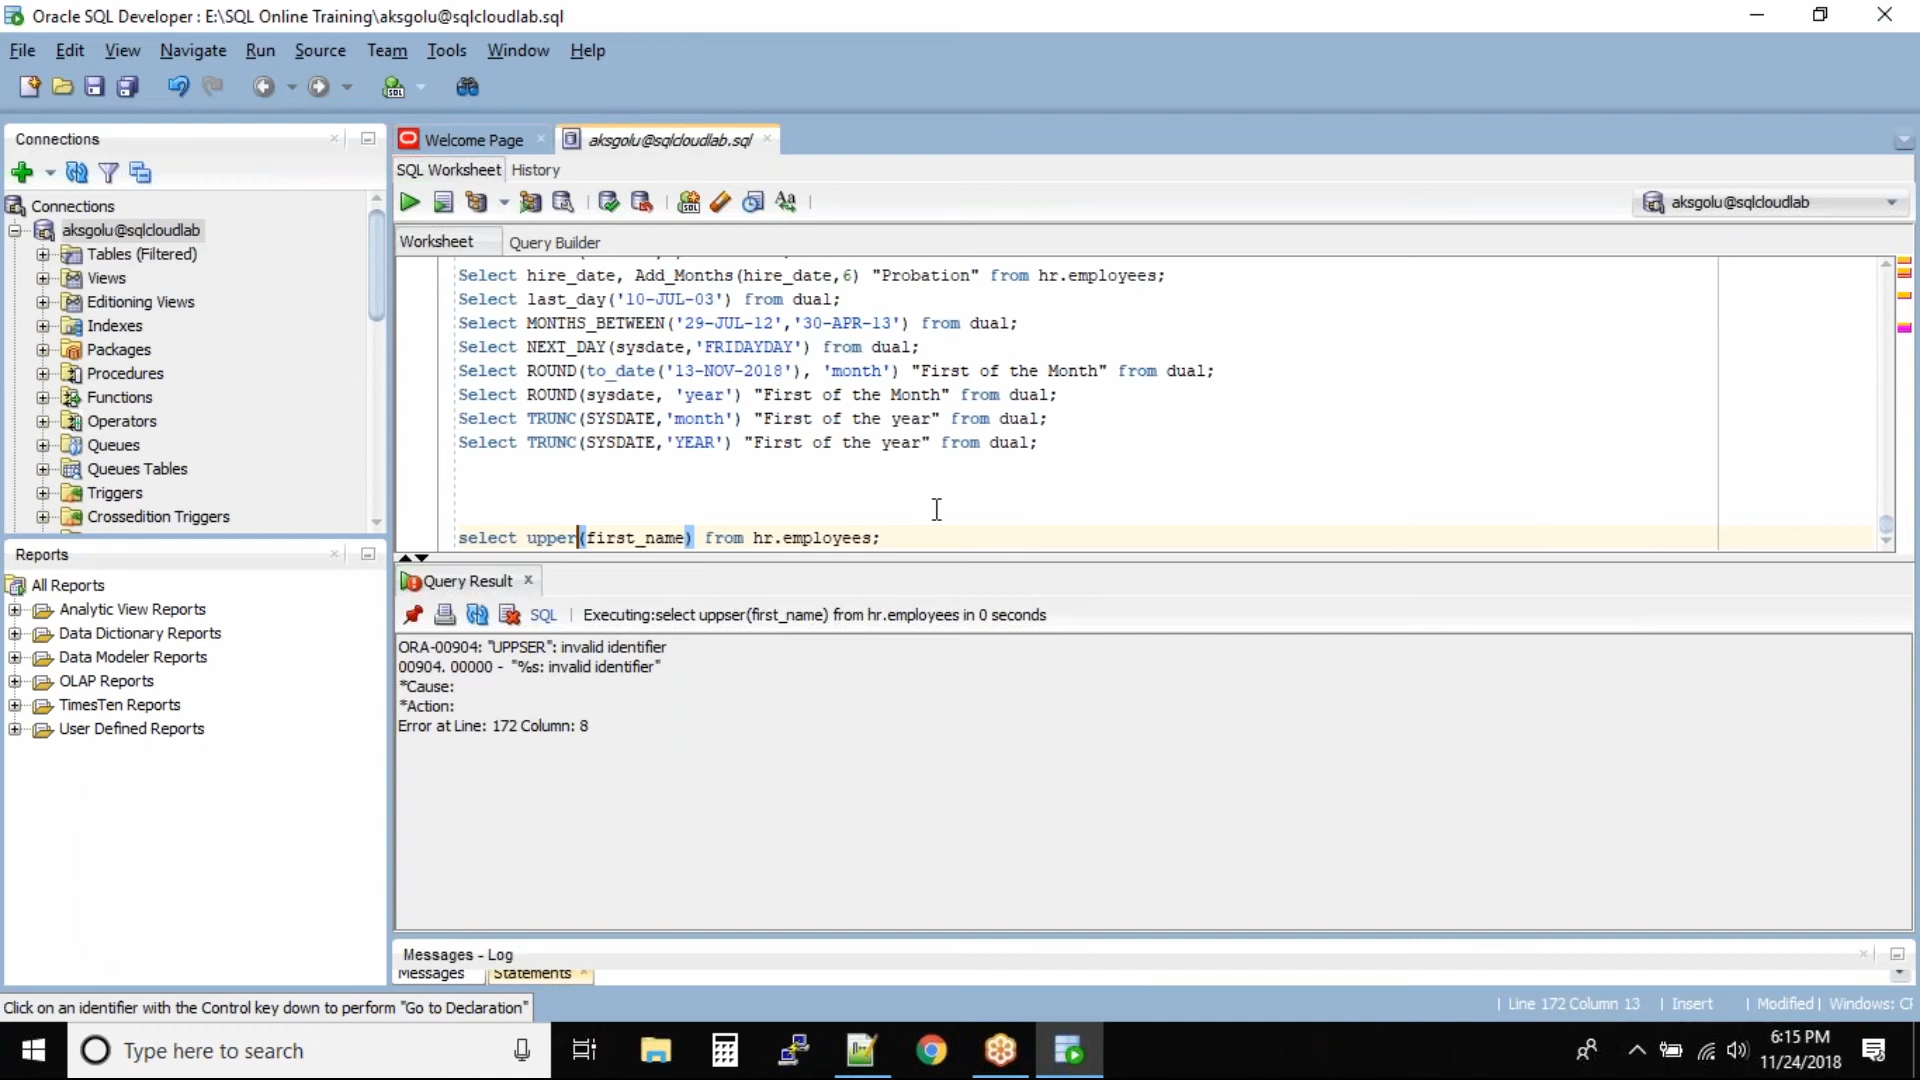 Oracle SQL Developer : E:\SQL Online Training\aksgolu@sqlcloudlab.sql
File Edit View Navigate Run Source Team Tools Window Help
Connections
Connections
aksgolu@sqlcloudlab
Tables (Filtered)
Views
Editioning Views
Indexes
Packages
Procedures
Functions
Operators
Queues
Queues Tables
Triggers
Crossedition Triggers
Reports
All Reports
Analytic View Reports
Data Dictionary Reports
Data Modeler Reports
OLAP Reports
TimesTen Reports
User Defined Reports
Welcome Page aksgolu@sqlcloudlab.sql
SQL Worksheet History
aksgolu@sqlcloudlab
Worksheet Query Builder
Select hire_date, Add_Months(hire_date,6) "Probation" from hr.employees;
Select last_day('10-JUL-03') from dual;
Select MONTHS_BETWEEN('29-JUL-12','30-APR-13') from dual;
Select NEXT_DAY(sysdate,'FRIDAYDAY') from dual;
Select ROUND(to_date('13-NOV-2018'), 'month') "First of the Month" from dual;
Select ROUND(sysdate, 'year') "First of the Month" from dual;
Select TRUNC(SYSDATE,'month') "First of the year" from dual;
Select TRUNC(SYSDATE,'YEAR') "First of the year" from dual;
select upper(first_name) from hr.employees;
Query Result
SQL | Executing:select uppser(first_name) from hr.employees in 0 seconds
ORA-00904: "UPPSER": invalid identifier
00904. 00000 - "%s: invalid identifier"
*Cause:
*Action:
Error at Line: 172 Column: 8
Messages - Log
Messages Statements
Click on an identifier with the Control key down to perform "Go to Declaration"
| Line 172 Column 13 | Insert | Modified | Windows:
Type here to search
6:15 PM
11/24/2018